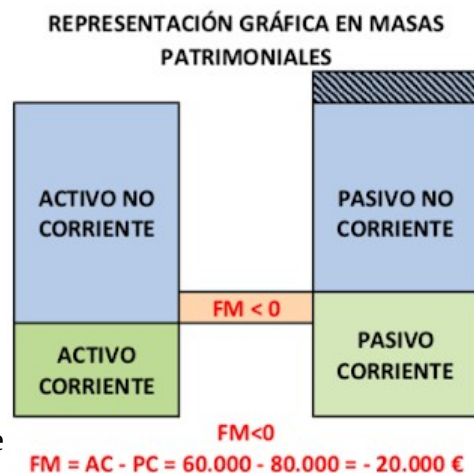 REPRESENTACIÓN GRÁFICA EN MASAS
PATRIMONIALES
ACTIVO NO
CORRIENTE
PASIVO NO
CORRIENTE
FM < 0
ACTIVO
CORRIENTE
PASIVO
CORRIENTE
e
FM<0
FM = AC - PC = 60.000 - 80.000 = - 20.000 €